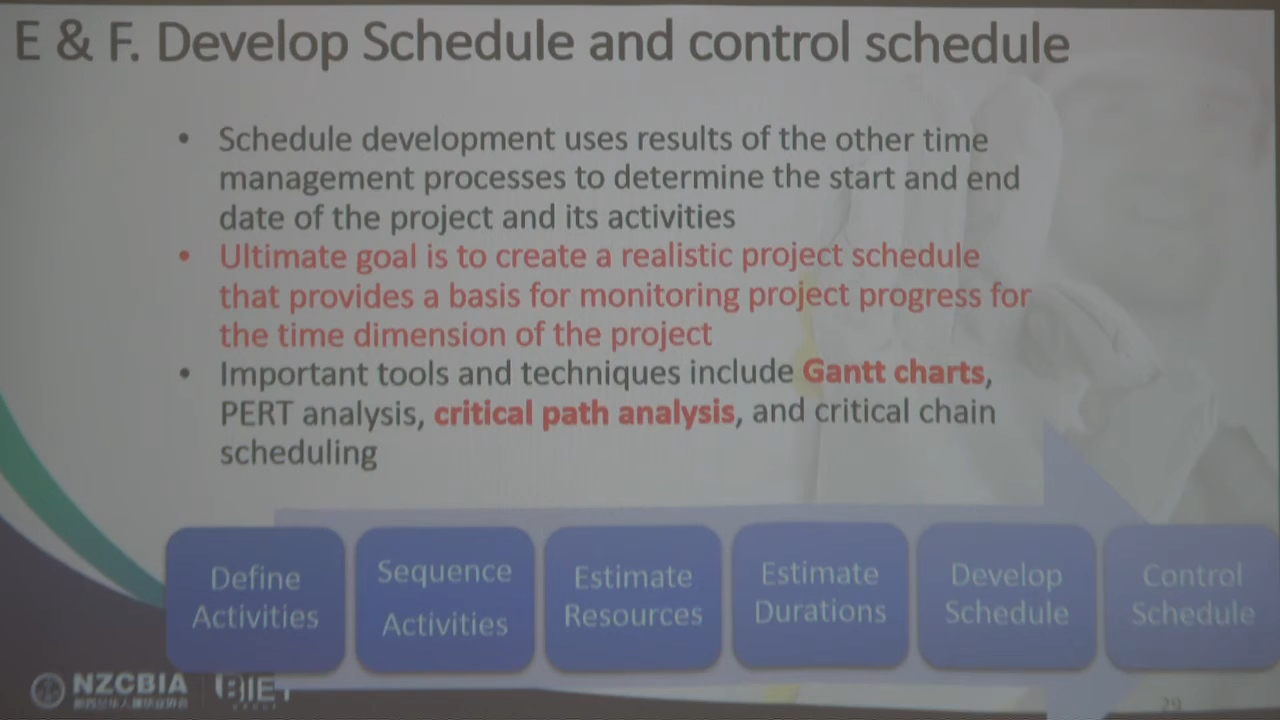 E & F. Develop Schedule and control schedule
• Schedule development uses results of the other time
management processes to determine the start and end
date of the project and its activities
• Ultimate goal is to create a realistic project schedule
that provides a basis for monitoring project progress for
the time dimension of the project
• Important tools and techniques include Gantt charts,
PERT analysis, critical path analysis, and critical chain
scheduling
Define
Activities
Sequence
Activities
Estimate
Resources
Estimate
Durations
Develop
Schedule
Control
Schedule
NZCBIA
29